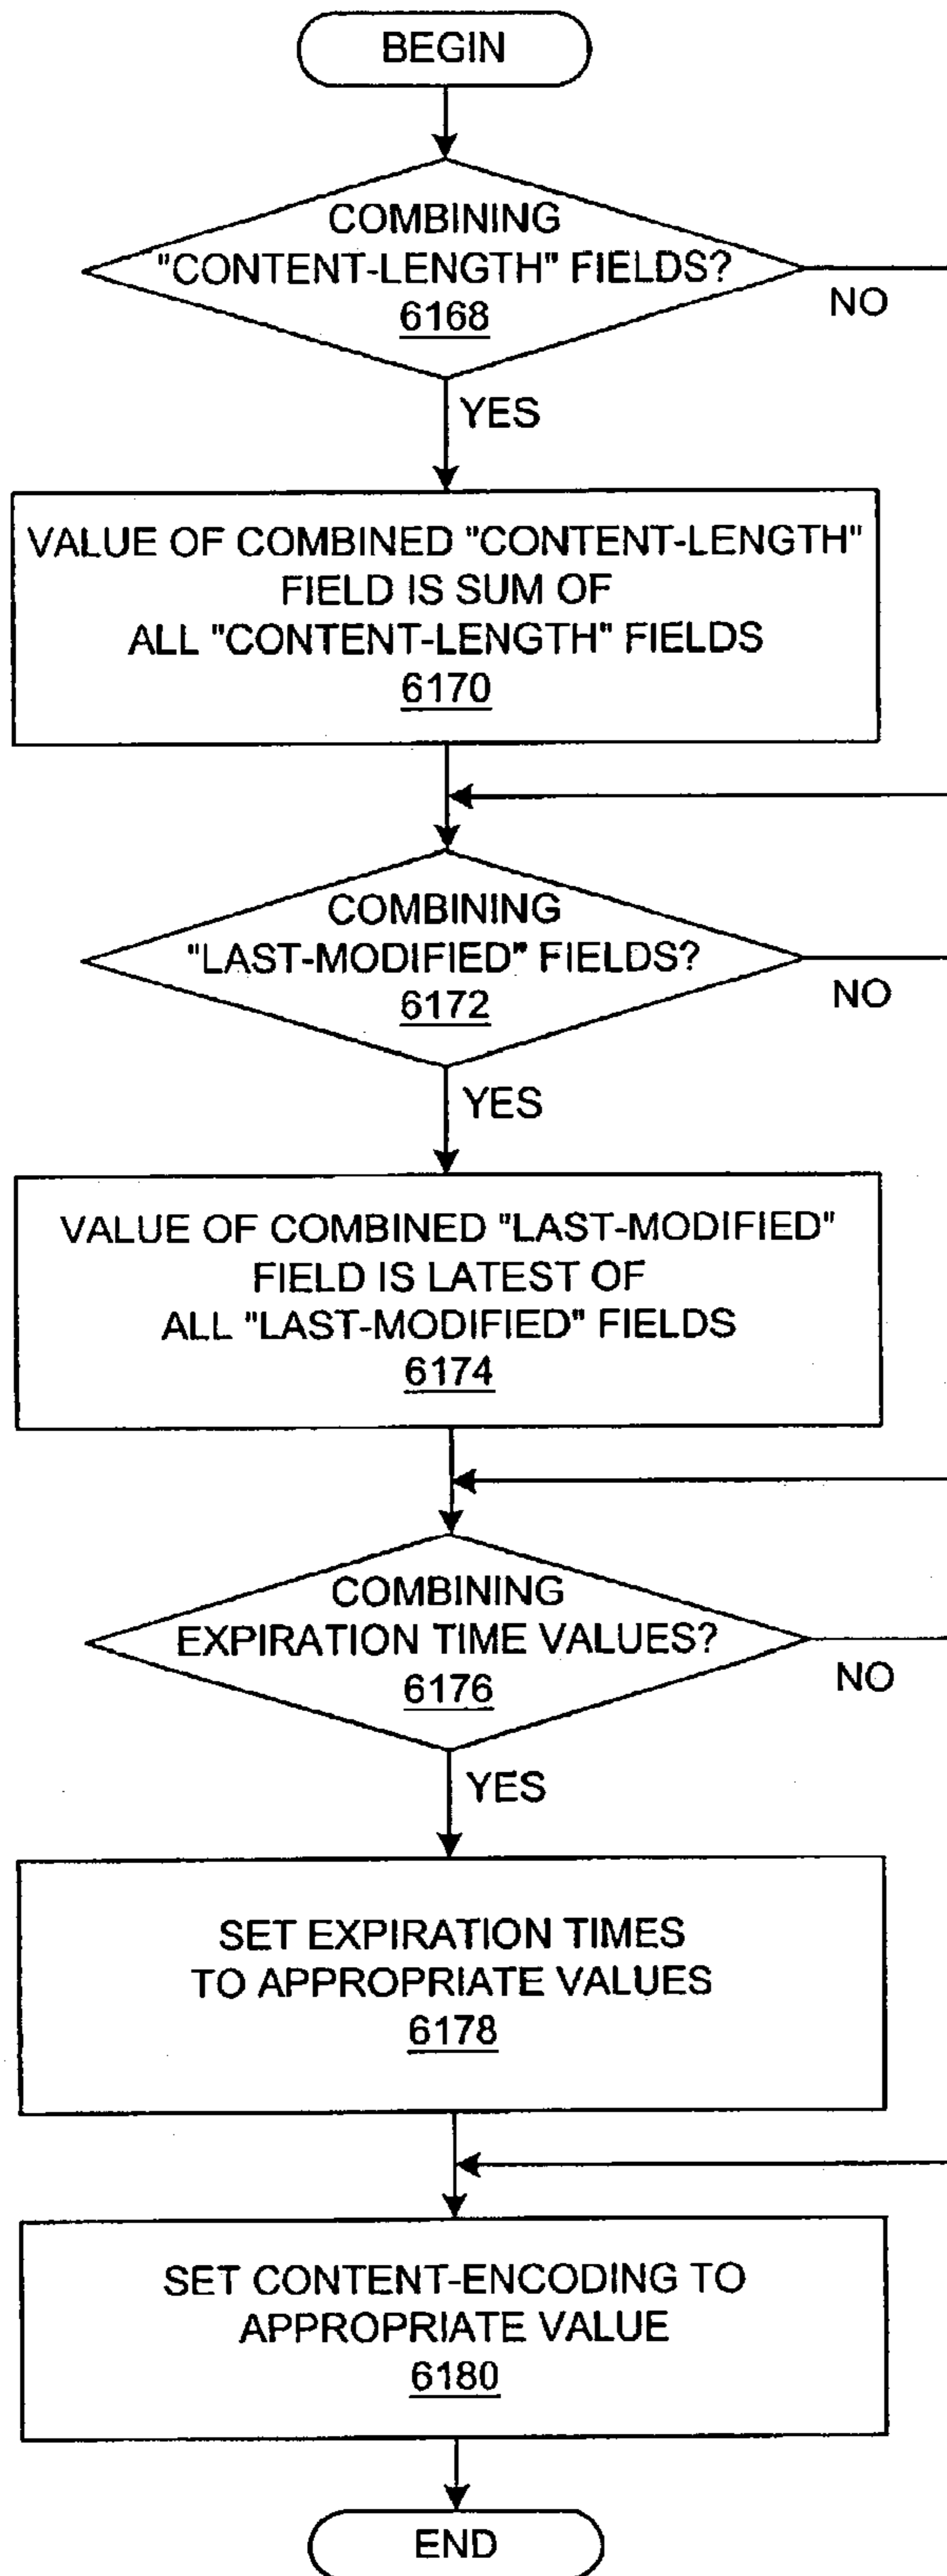 BEGIN
COMBINING
"CONTENT-LENGTH" FIELDS?
6168
NO
YES
VALUE OF COMBINED "CONTENT-LENGTH"
FIELD IS SUM OF
ALL "CONTENT-LENGTH" FIELDS
6170
COMBINING
"LAST-MODIFIED" FIELDS?
6172
NO
YES
VALUE OF COMBINED "LAST-MODIFIED"
FIELD IS LATEST OF
ALL "LAST-MODIFIED" FIELDS
6174
COMBINING
EXPIRATION TIME VALUES?
6176
NO
YES
SET EXPIRATION TIMES
TO APPROPRIATE VALUES
6178
SET CONTENT-ENCODING TO
APPROPRIATE VALUE
6180
END